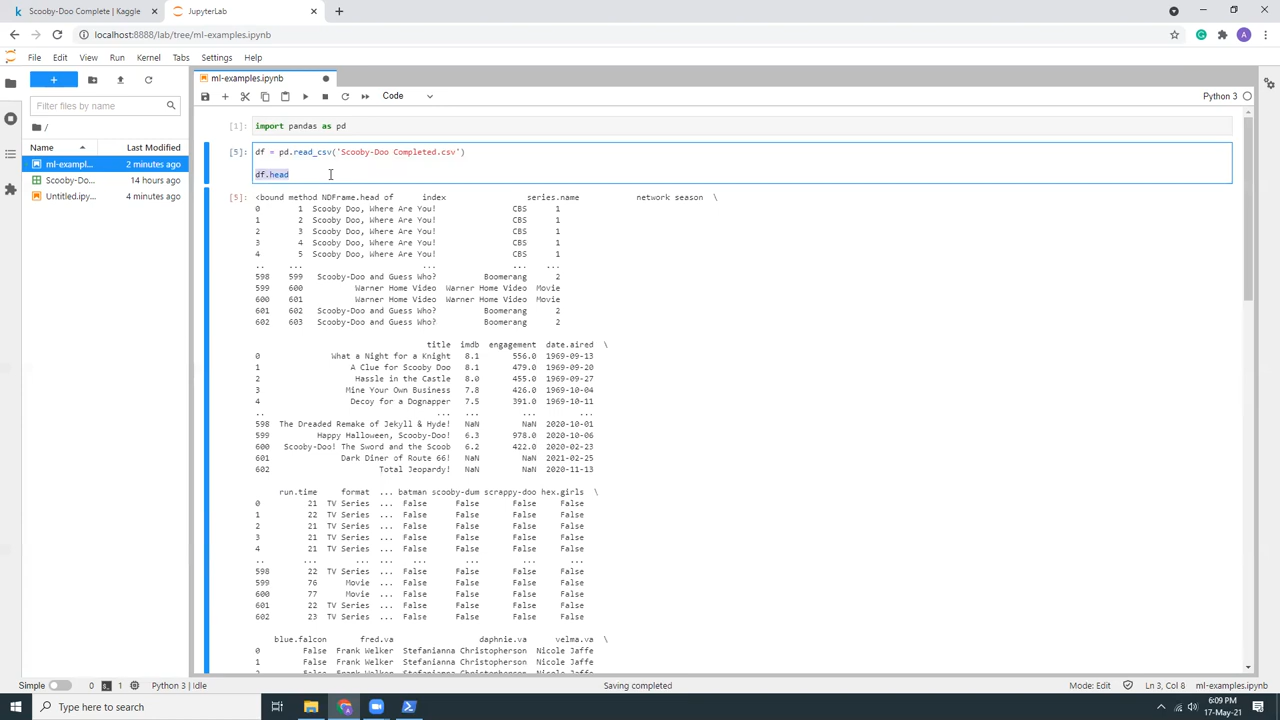 Scooby-Doo Complete | Kaggle
JupyterLab
localhost:8888/lab/tree/ml-examples.ipynb
A
File Edit View Run Kernel Tabs Settings Help
Filter files by name
/
Name Last Modified
ml-exampl... 2 minutes ago
Scooby-Do... 14 hours ago
Untitled.ipy... 4 minutes ago
ml-examples.ipynb
Code
Python 3
[1]: import pandas as pd
[5]: df = pd.read_csv('Scooby-Doo Completed.csv')
df.head
[5]: <bound method NDFrame.head of index series.name network season \
0 1 Scooby Doo, Where Are You! CBS 1
1 2 Scooby Doo, Where Are You! CBS 1
2 3 Scooby Doo, Where Are You! CBS 1
3 4 Scooby Doo, Where Are You! CBS 1
4 5 Scooby Doo, Where Are You! CBS 1
.. ... ... ... ...
598 599 Scooby-Doo and Guess Who? Boomerang 2
599 600 Warner Home Video Warner Home Video Movie
600 601 Warner Home Video Warner Home Video Movie
601 602 Scooby-Doo and Guess Who? Boomerang 2
602 603 Scooby-Doo and Guess Who? Boomerang 2
title imdb engagement date.aired \
0 What a Night for a Knight 8.1 556.0 1969-09-13
1 A Clue for Scooby Doo 8.1 479.0 1969-09-20
2 Hassle in the Castle 8.0 455.0 1969-09-27
3 Mine Your Own Business 7.8 426.0 1969-10-04
4 Decoy for a Dognapper 7.5 391.0 1969-10-11
.. ... ... ... ...
598 The Dreaded Remake of Jekyll & Hyde! NaN NaN 2020-10-01
599 Happy Halloween, Scooby-Doo! 6.3 978.0 2020-10-06
600 Scooby-Doo! The Sword and the Scoob 6.2 422.0 2020-02-23
601 Dark Diner of Route 66! NaN NaN 2021-02-25
602 Total Jeopardy! NaN NaN 2020-11-13
run.time format ... batman scooby-dum scrappy-doo hex.girls \
0 21 TV Series ... False False False False
1 22 TV Series ... False False False False
2 21 TV Series ... False False False False
3 21 TV Series ... False False False False
4 21 TV Series ... False False False False
.. ... ... ... ... ... ... ...
598 22 TV Series ... False False False False
599 76 Movie ... False False False False
600 77 Movie ... False False False False
601 22 TV Series ... False False False False
602 23 TV Series ... False False False False
blue.falcon fred.va daphnie.va velma.va \
0 False Frank Welker Stefanianna Christopherson Nicole Jaffe
1 False Frank Welker Stefanianna Christopherson Nicole Jaffe
Simple 0 1 Python 3 | Idle Saving completed Mode: Edit Ln 3, Col 8 ml-examples.ipynb
Type here to search
6:09 PM
17-May-21